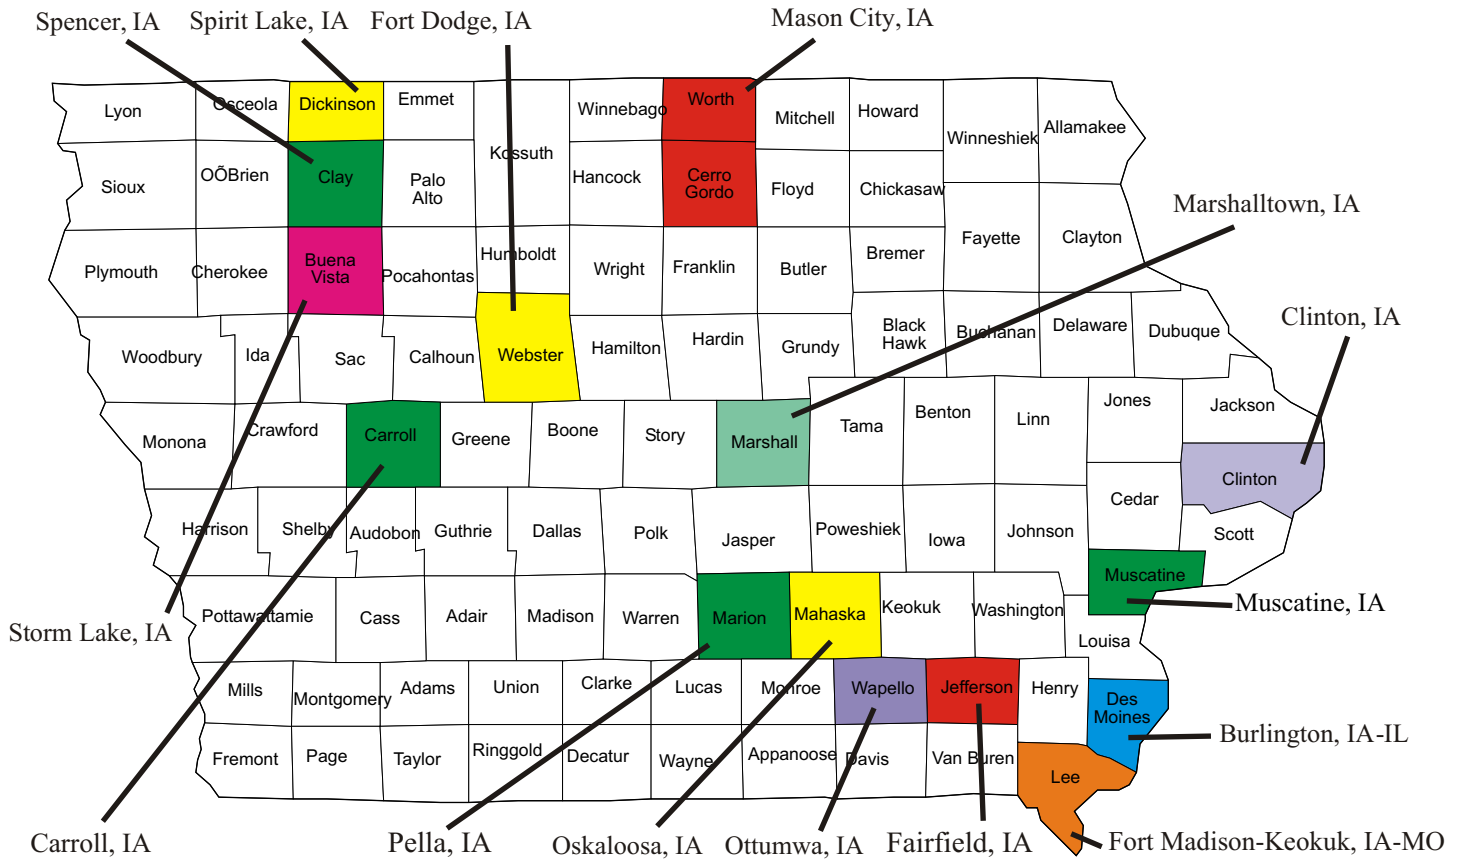 Spencer, IA
Spirit Lake, IA
Fort Dodge, IA
Mason City, IA
Lyon
Osceola
Dickinson
Emmet
Winnebago
Worth
Mitchell
Howard
Winneshiek
Allamakee
Kossuth
Sioux
OÕBrien
Clay
Palo
Alto
Hancock
Cerro
Gordo
Floyd
Chickasaw
Marshalltown, IA
Plymouth
Cherokee
Buena
Vista
Pocahontas
Humboldt
Wright
Franklin
Butler
Bremer
Fayette
Clayton
Clinton, IA
Woodbury
Ida
Sac
Calhoun
Webster
Hamilton
Hardin
Grundy
Black
Hawk
Buchanan
Delaware
Dubuque
Monona
Crawford
Carroll
Greene
Boone
Story
Marshall
Tama
Benton
Linn
Jones
Jackson
Clinton
Harrison
Shelby
Audobon
Guthrie
Dallas
Polk
Jasper
Poweshiek
Iowa
Johnson
Cedar
Scott
Muscatine
Muscatine, IA
Storm Lake, IA
Pottawattamie
Cass
Adair
Madison
Warren
Marion
Mahaska
Keokuk
Washington
Louisa
Mills
Montgomery
Adams
Union
Clarke
Lucas
Monroe
Wapello
Jefferson
Henry
Des
Moines
Burlington, IA-IL
Fremont
Page
Taylor
Ringgold
Decatur
Wayne
Appanoose
Davis
Van Buren
Lee
Carroll, IA
Pella, IA
Oskaloosa, IA
Ottumwa, IA
Fairfield, IA
Fort Madison-Keokuk, IA-MO